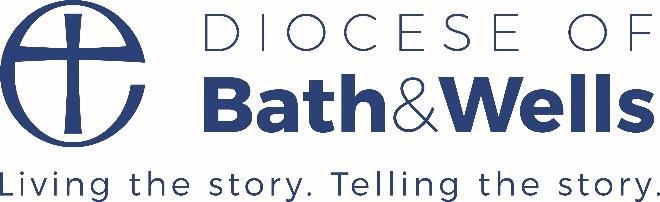 DIOCESE OF
Bath&Wells
Living the story. Telling the story.